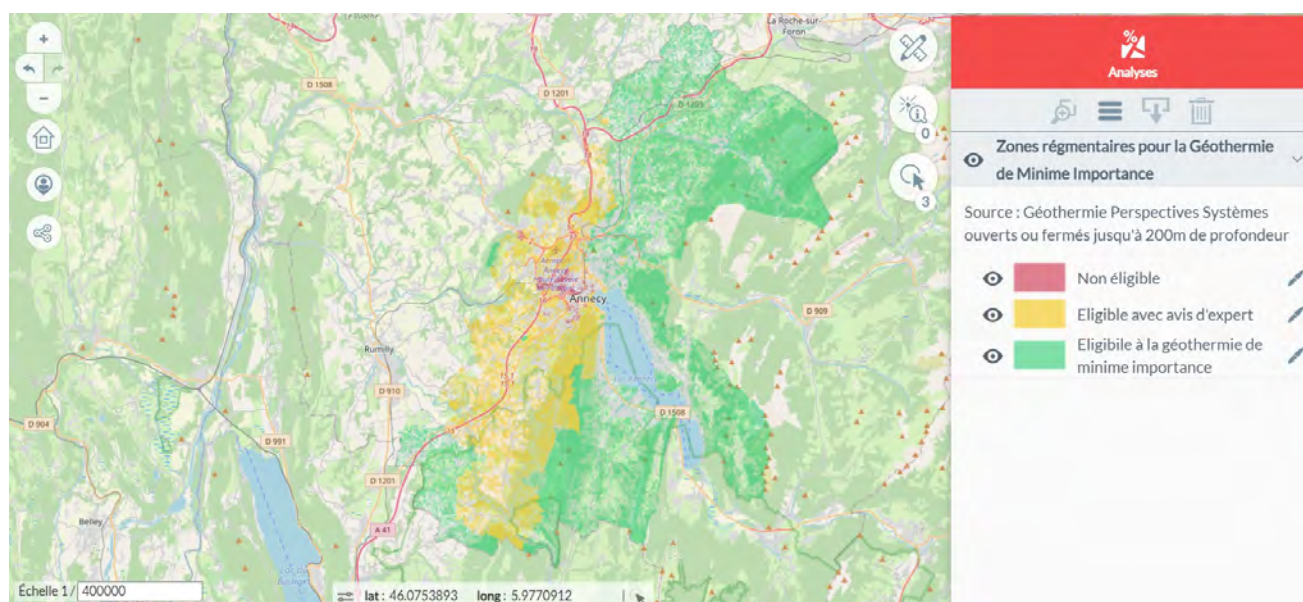 La Roche-sur-
Foron
D 1508
D 1201
D 1203
Annecy
D 909
Rumilly
D 910
D 1508
D 904
D 991
D 1201
Belley
A 41
Échelle 1 / 400000
lat : 46.0753893 long : 5.9770912
+
-
0
3
%
Analyses
Zones régmentaires pour la Géothermie
de Minime Importance
Source : Géothermie Perspectives Systèmes
ouverts ou fermés jusqu'à 200m de profondeur
Non éligible
Eligible avec avis d'expert
Eligibile à la géothermie de
minime importance